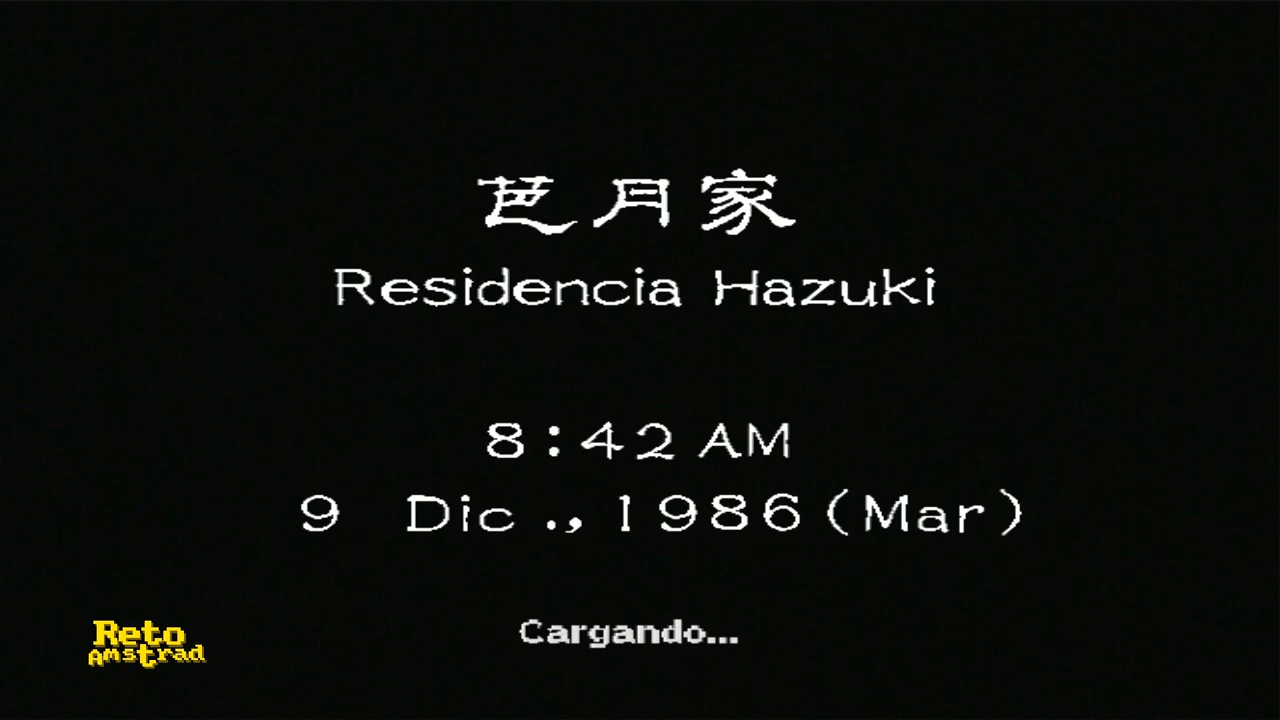 芭月家
Residencia Hazuki
8:42 AM
9 Dic ., 1986 (Mar)
Cargando...
Reto
Amstrad